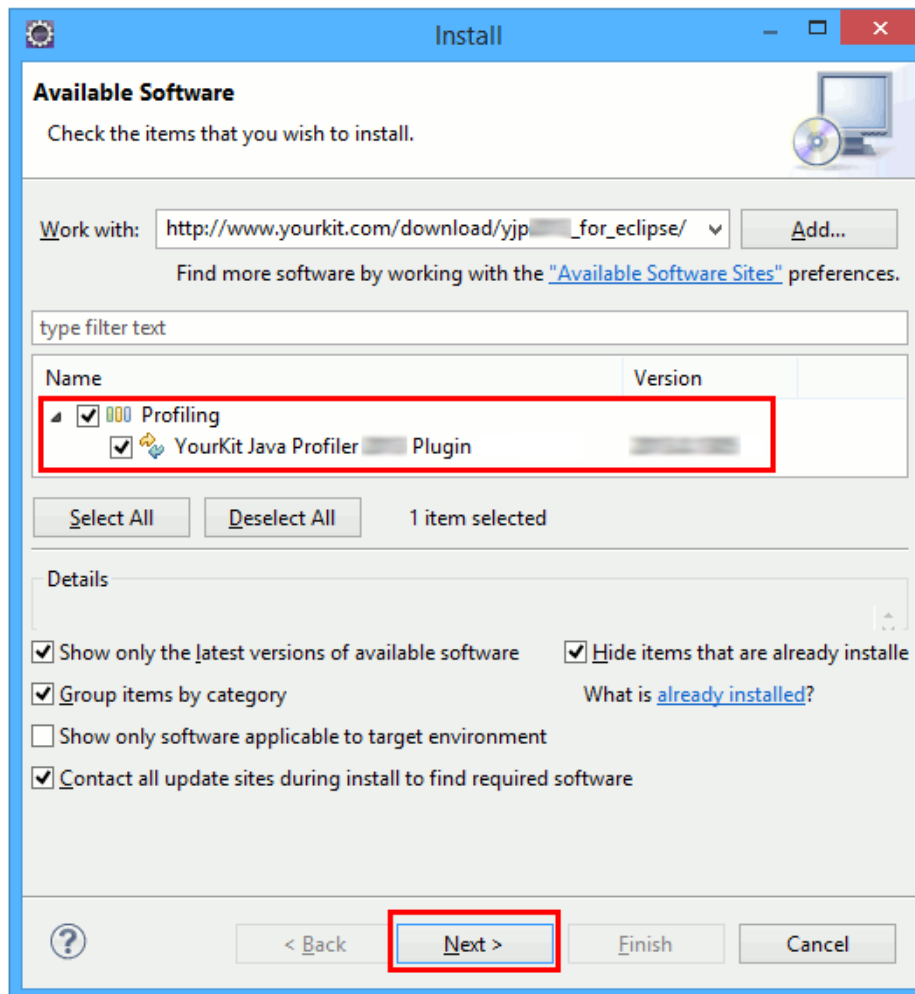 Install
Available Software
Check the items that you wish to install.
Work with: http://www.yourkit.com/download/yjp _for_eclipse/ Add...
Find more software by working with the "Available Software Sites" preferences.
type filter text
Name Version
Profiling
YourKit Java Profiler Plugin
Select All Deselect All 1 item selected
Details
Show only the latest versions of available software Hide items that are already installe
Group items by category What is already installed?
Show only software applicable to target environment
Contact all update sites during install to find required software
? < Back Next > Finish Cancel